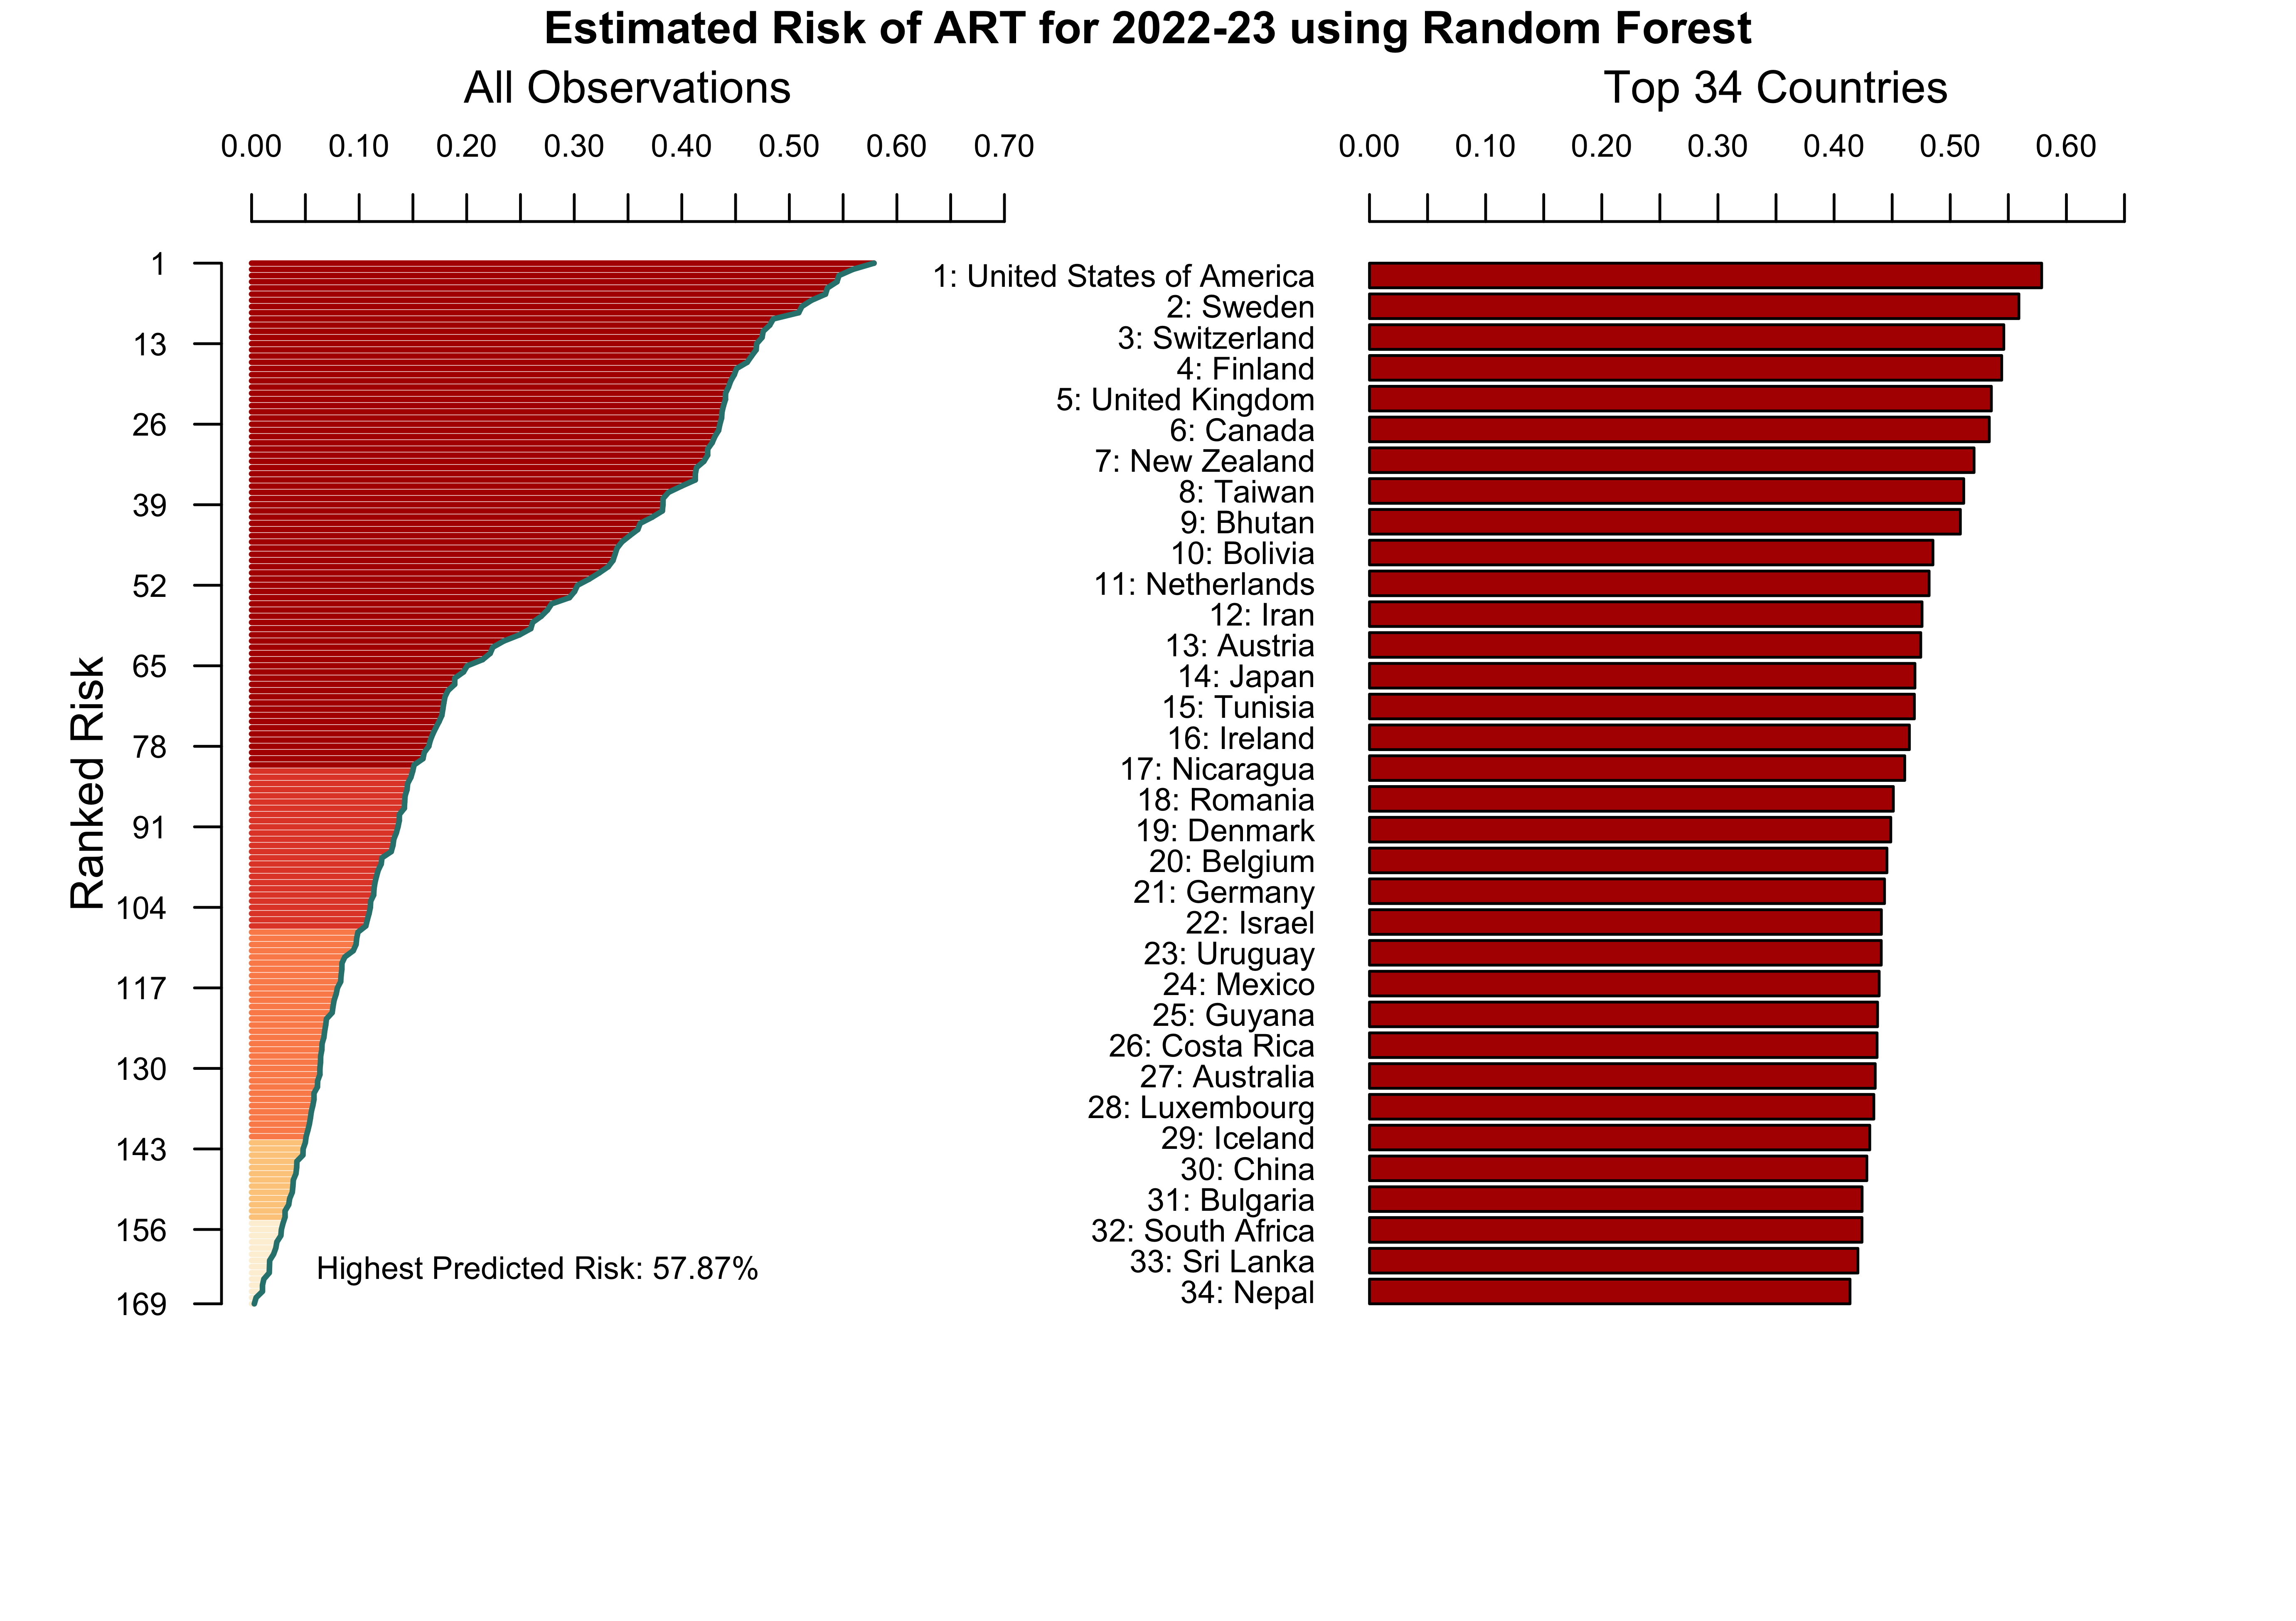 Estimated Risk of ART for 2022-23 using Random Forest
All Observations
0.00 0.10 0.20 0.30 0.40 0.50 0.60 0.70
Ranked Risk
1
13
26
39
52
65
78
91
104
117
130
143
156
169
Highest Predicted Risk: 57.87%
Top 34 Countries
0.00 0.10 0.20 0.30 0.40 0.50 0.60
1: United States of America
2: Sweden
3: Switzerland
4: Finland
5: United Kingdom
6: Canada
7: New Zealand
8: Taiwan
9: Bhutan
10: Bolivia
11: Netherlands
12: Iran
13: Austria
14: Japan
15: Tunisia
16: Ireland
17: Nicaragua
18: Romania
19: Denmark
20: Belgium
21: Germany
22: Israel
23: Uruguay
24: Mexico
25: Guyana
26: Costa Rica
27: Australia
28: Luxembourg
29: Iceland
30: China
31: Bulgaria
32: South Africa
33: Sri Lanka
34: Nepal